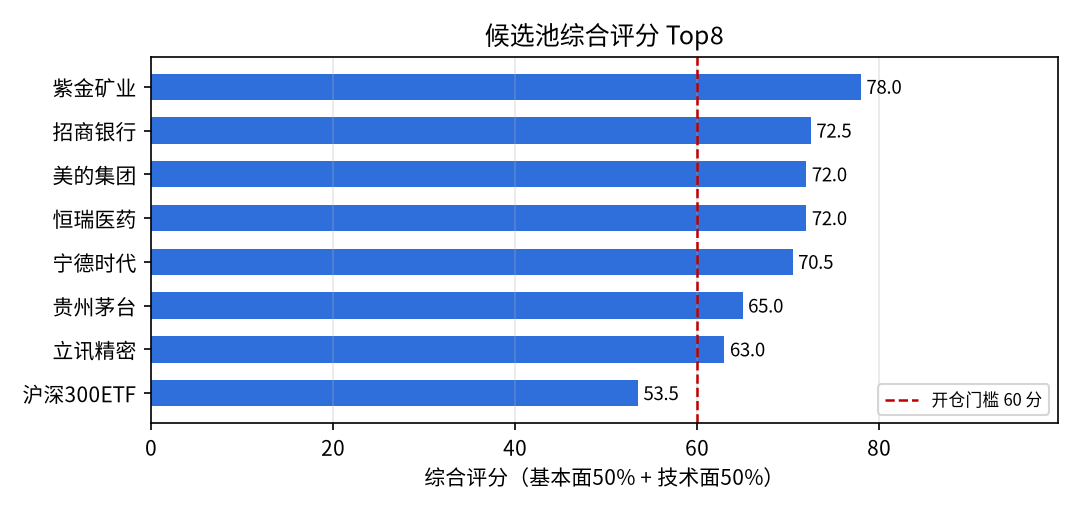 候选池综合评分 Top8
紫金矿业 78.0
招商银行 72.5
美的集团 72.0
恒瑞医药 72.0
宁德时代 70.5
贵州茅台 65.0
立讯精密 63.0
沪深300ETF 53.5
开仓门槛 60 分
0 20 40 60 80
综合评分（基本面50% + 技术面50%）